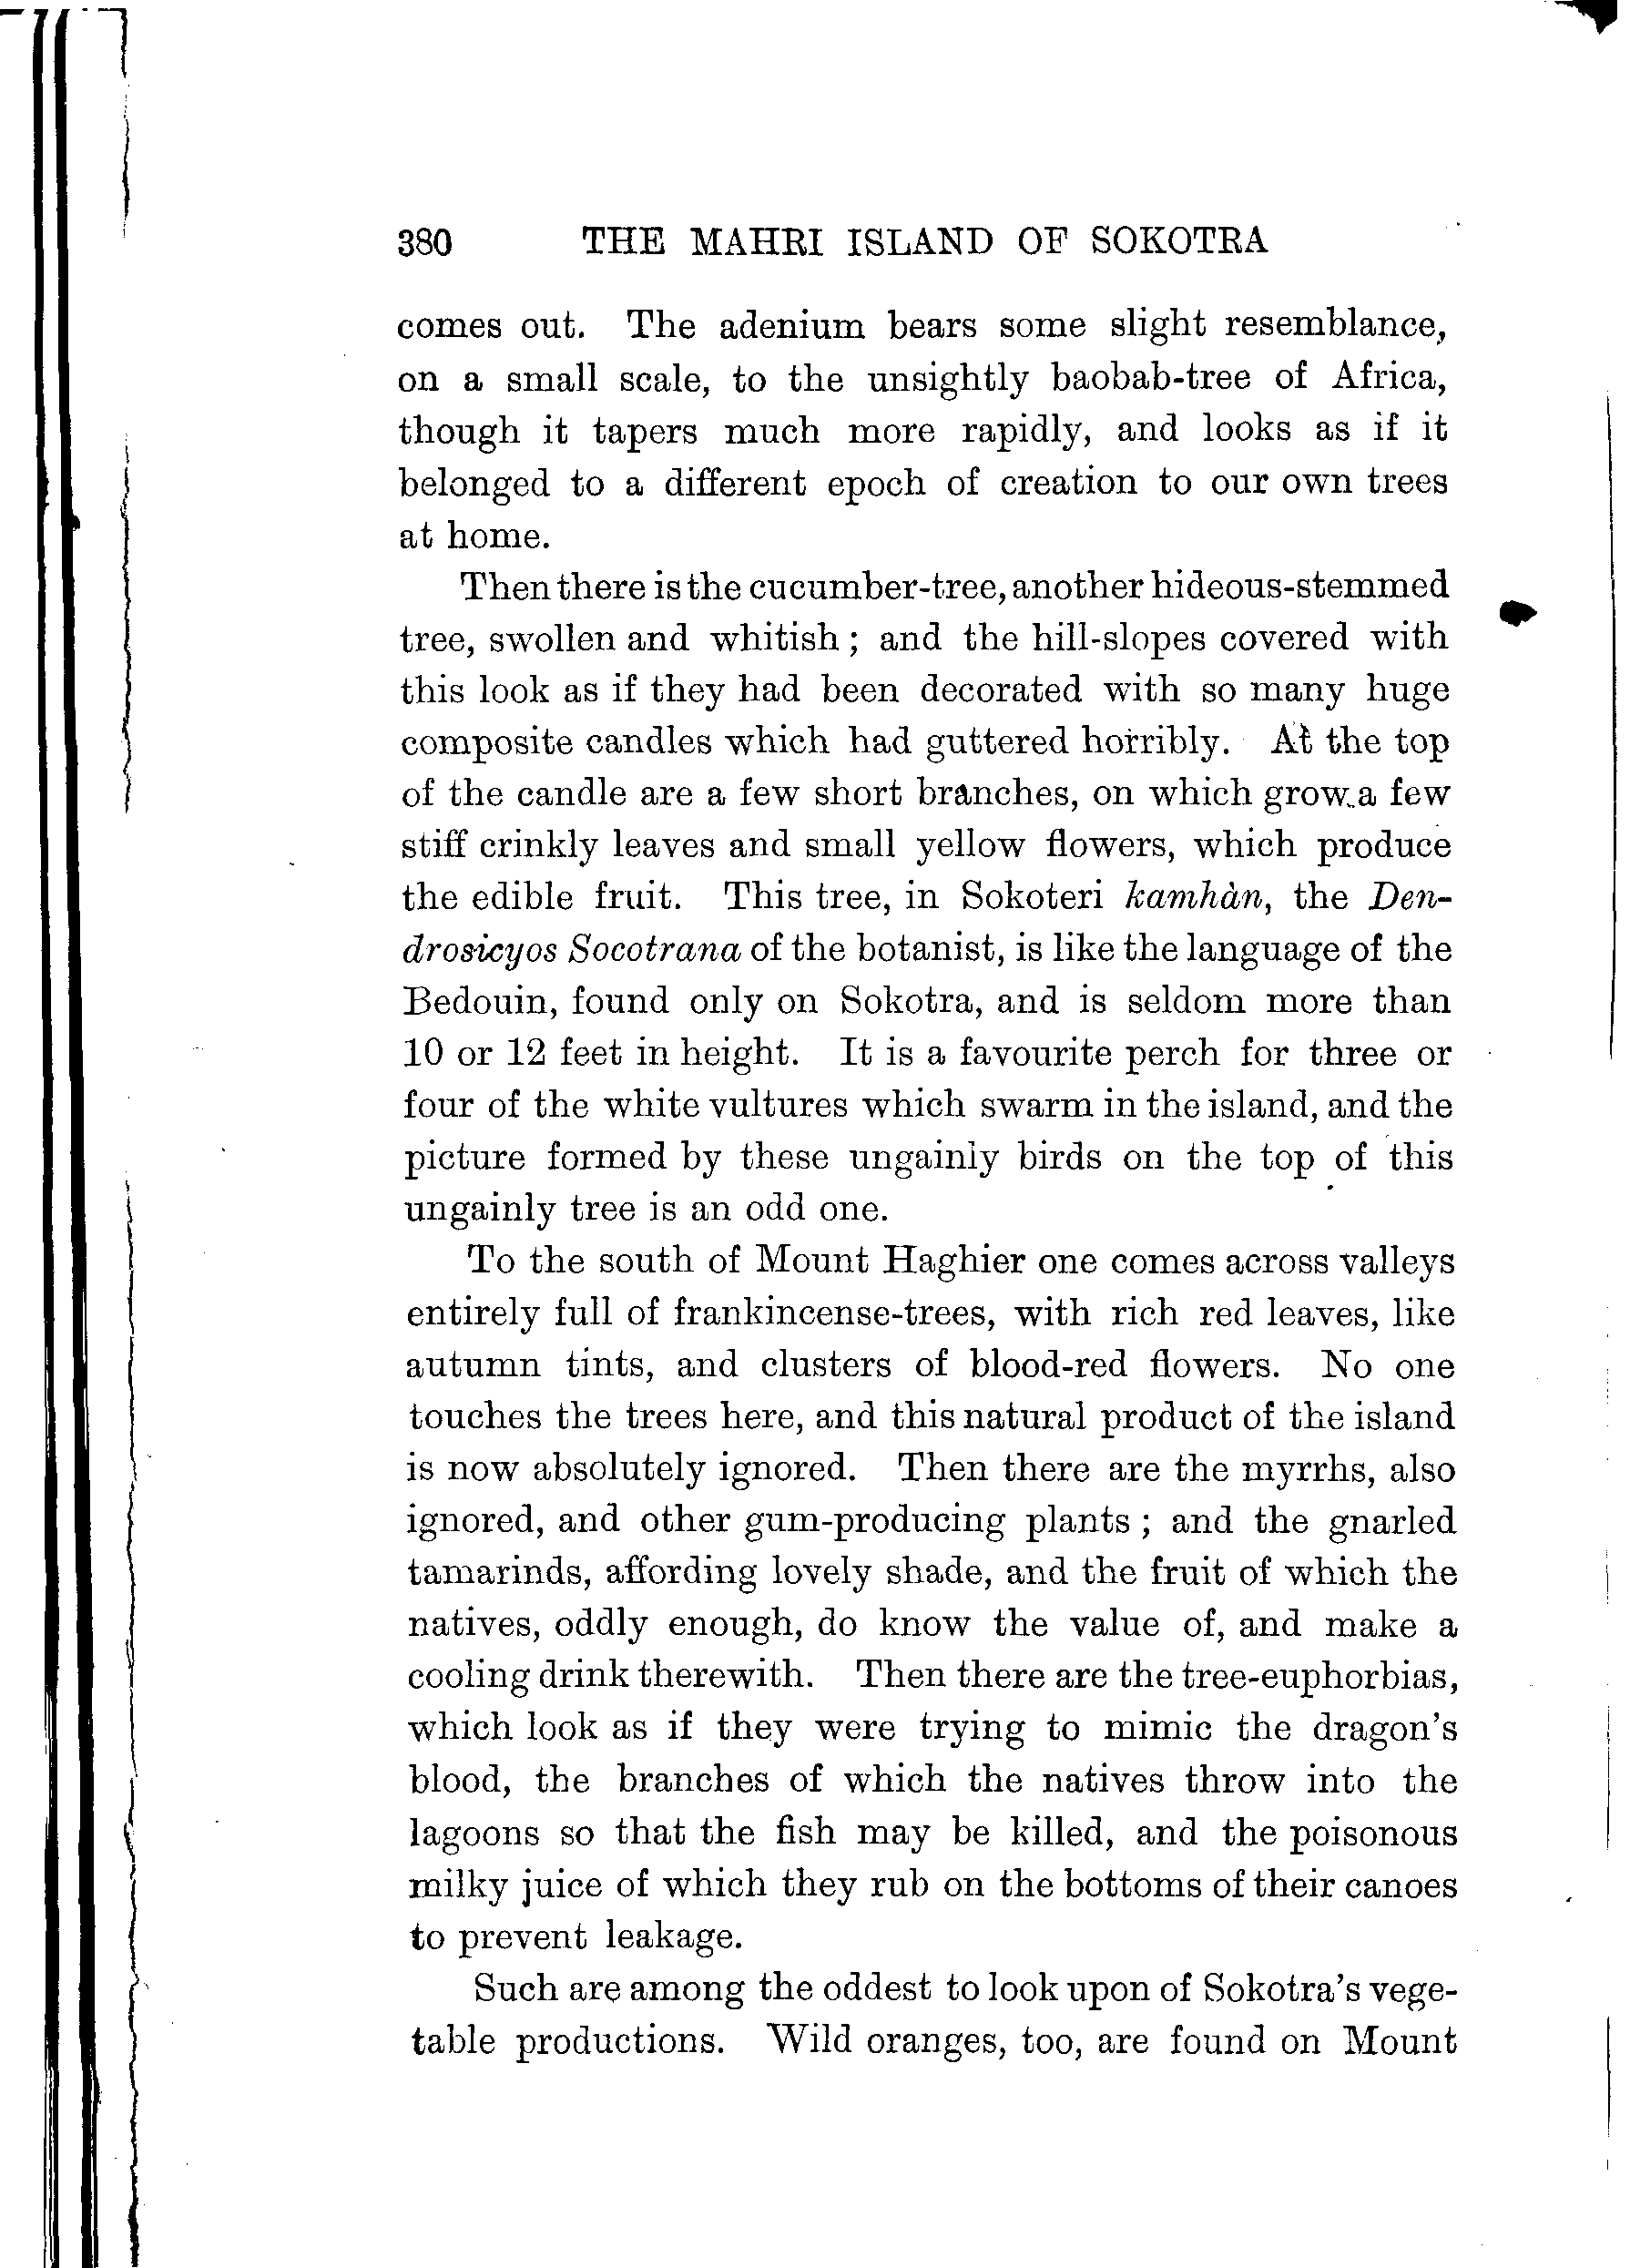 380 THE MAHRI ISLAND OF SOKOTRA
comes out. The adenium bears some slight resemblance,
on a small scale, to the unsightly baobab-tree of Africa,
though it tapers much more rapidly, and looks as if it
belonged to a different epoch of creation to our own trees
at home.
Then there is the cucumber-tree, another hideous-stemmed
tree, swollen and whitish ; and the hill-slopes covered with
this look as if they had been decorated with so many huge
composite candles which had guttered horribly. At the top
of the candle are a few short branches, on which grow a few
stiff crinkly leaves and small yellow flowers, which produce
the edible fruit. This tree, in Sokoteri kamhàn, the Den-
drosicyos Socotrana of the botanist, is like the language of the
Bedouin, found only on Sokotra, and is seldom more than
10 or 12 feet in height. It is a favourite perch for three or
four of the white vultures which swarm in the island, and the
picture formed by these ungainly birds on the top of this
ungainly tree is an odd one.
To the south of Mount Haghier one comes across valleys
entirely full of frankincense-trees, with rich red leaves, like
autumn tints, and clusters of blood-red flowers. No one
touches the trees here, and this natural product of the island
is now absolutely ignored. Then there are the myrrhs, also
ignored, and other gum-producing plants ; and the gnarled
tamarinds, affording lovely shade, and the fruit of which the
natives, oddly enough, do know the value of, and make a
cooling drink therewith. Then there are the tree-euphorbias,
which look as if they were trying to mimic the dragon's
blood, the branches of which the natives throw into the
lagoons so that the fish may be killed, and the poisonous
milky juice of which they rub on the bottoms of their canoes
to prevent leakage.
Such are among the oddest to look upon of Sokotra's vege-
table productions. Wild oranges, too, are found on Mount